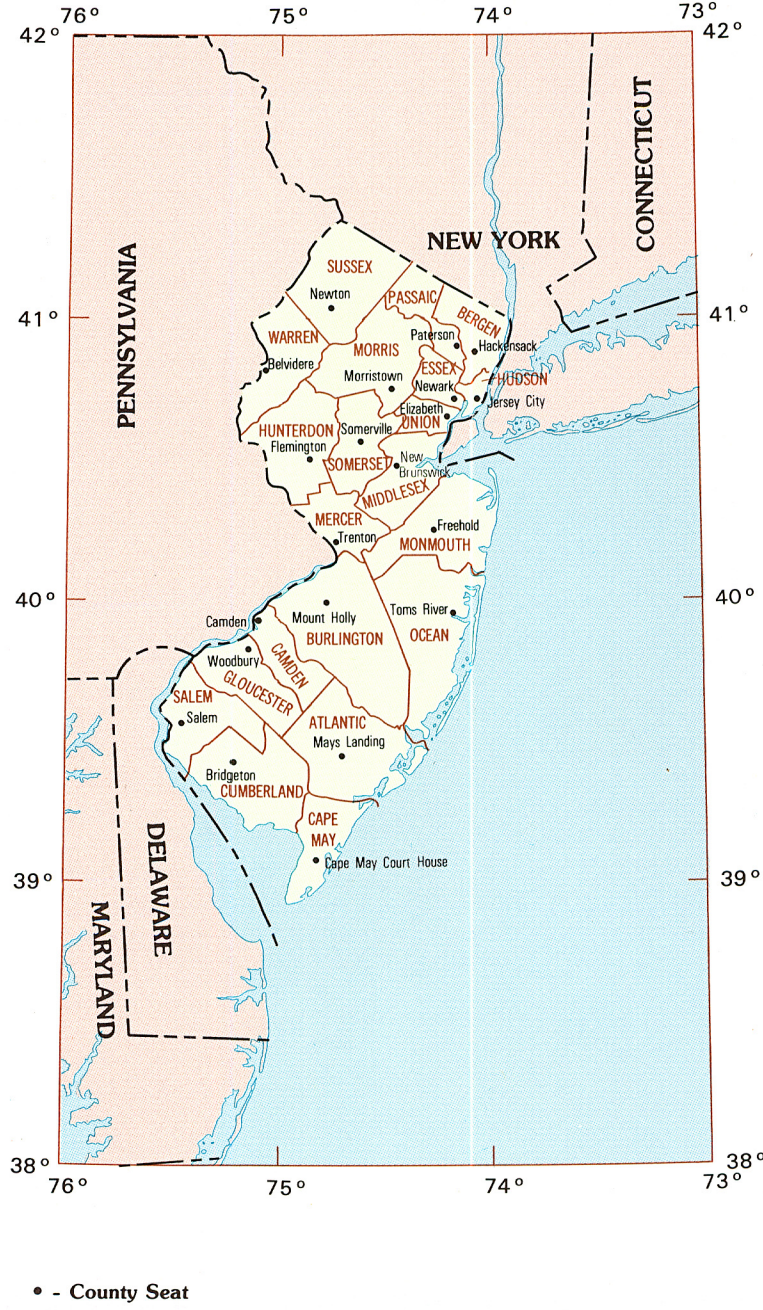 76°
75°
74°
73°
42°
42°
CONNECTICUT
NEW YORK
PENNSYLVANIA
SUSSEX
Newton
PASSAIC
BERGEN
41°
41°
WARREN
Paterson
Hackensack
MORRIS
Belvidere
ESSEX
Morristown
HUDSON
Newark
Jersey City
Elizabeth
UNION
HUNTERDON
Somerville
Flemington
SOMERSET
New
Brunswick
MIDDLESEX
MERCER
Freehold
Trenton
MONMOUTH
40°
40°
Camden
Mount Holly
Toms River
BURLINGTON
OCEAN
Woodbury
CAMDEN
GLOUCESTER
SALEM
Salem
ATLANTIC
Mays Landing
Bridgeton
CUMBERLAND
CAPE
MAY
Cape May Court House
DELAWARE
39°
39°
MARYLAND
38°
38°
76°
75°
74°
73°
• - County Seat